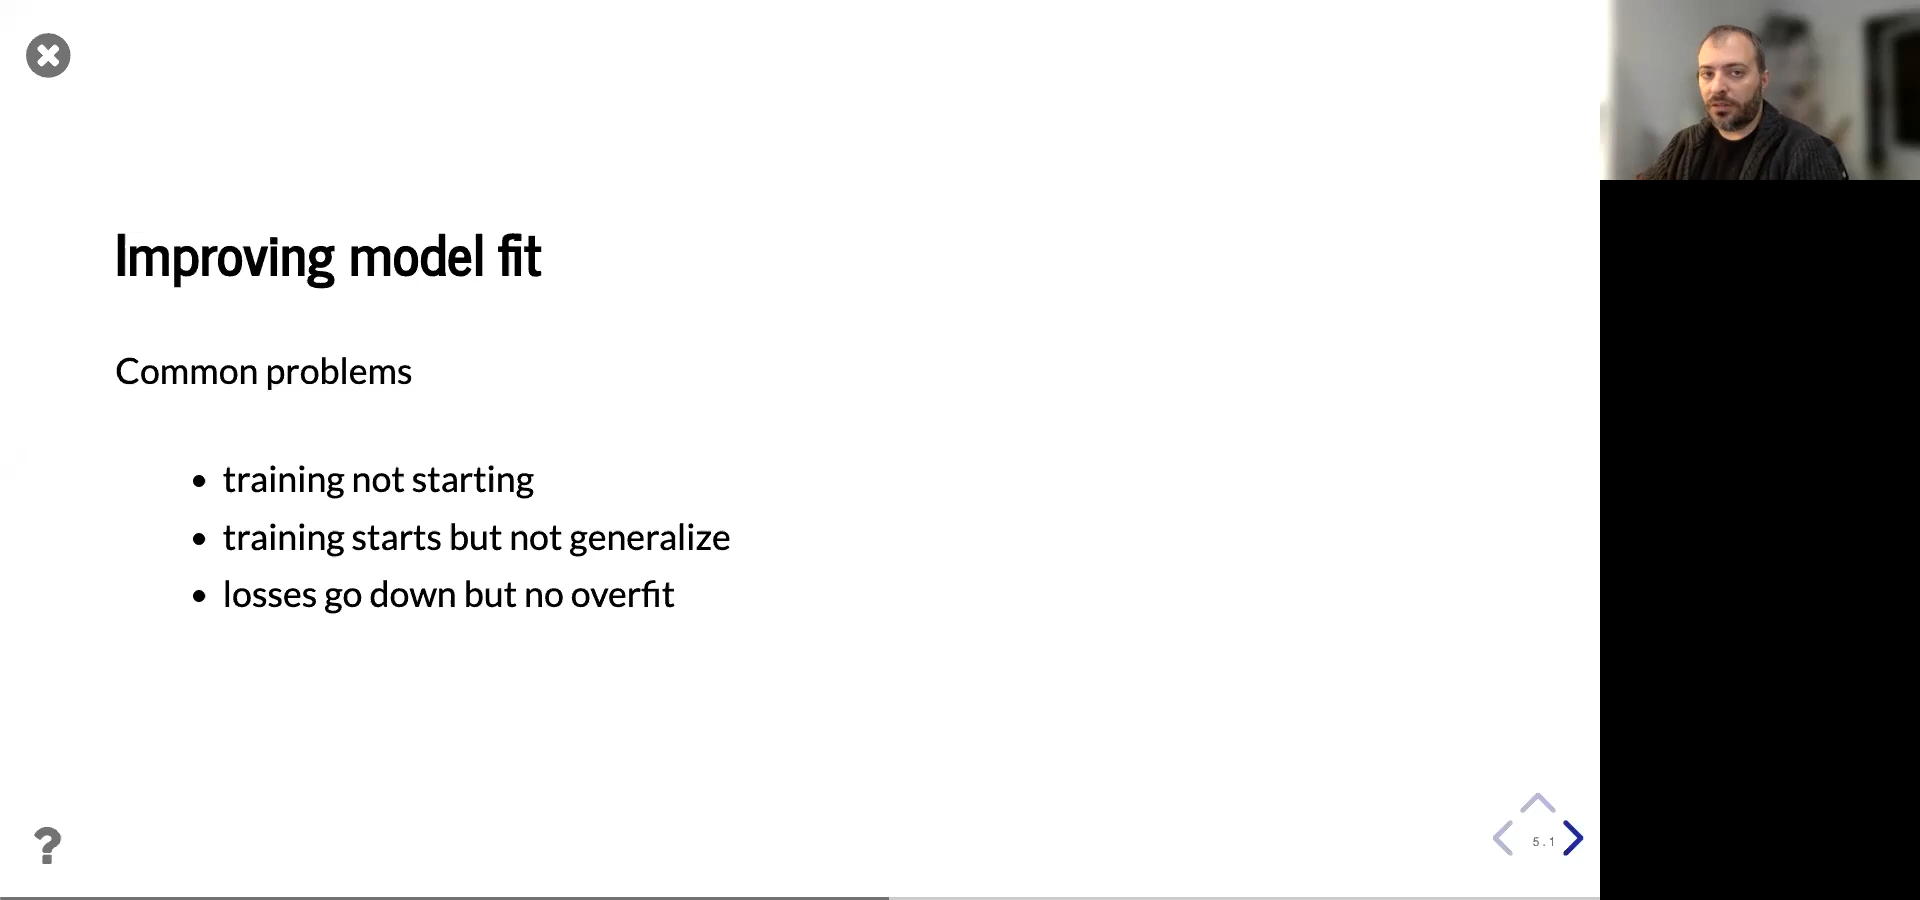 Improving model fit
Common problems
training not starting
training starts but not generalize
losses go down but no overfit
?
5.1